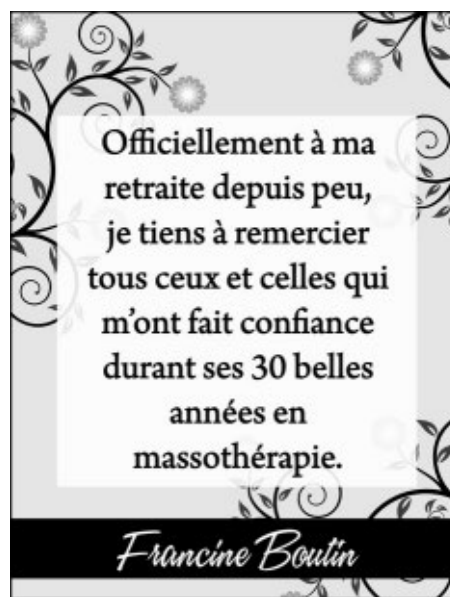 Officiellement à ma
retraite depuis peu,
je tiens à remercier
tous ceux et celles qui
m'ont fait confiance
durant ses 30 belles
années en
massothérapie.
Francine Boutin